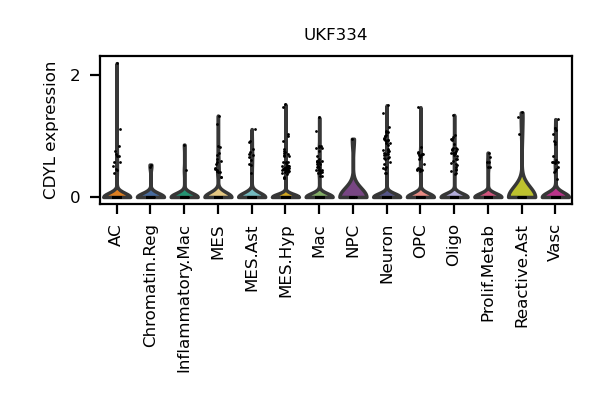 UKF334
CDYL expression
2
0
AC
Chromatin.Reg
Inflammatory.Mac
MES
MES.Ast
MES.Hyp
Mac
NPC
Neuron
OPC
Oligo
Prolif.Metab
Reactive.Ast
Vasc